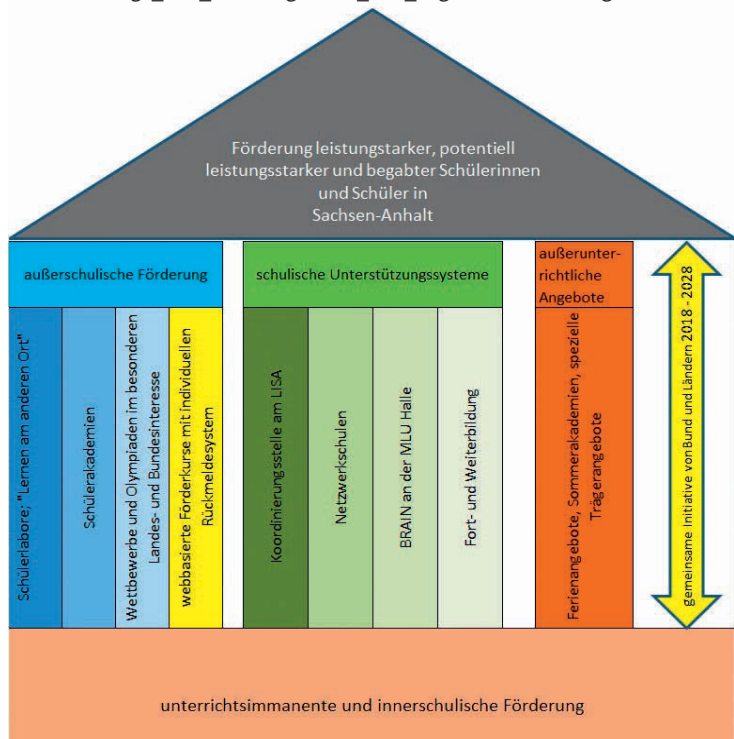 Förderung leistungstarker, potentiell
leistungsstarker und begabter Schülerinnen
und Schüler in
Sachsen-Anhalt
außerschulische Förderung
schulische Unterstützungssysteme
außerunter-
richtliche
Angebote
Schülerlabore; "Lernen am anderen Ort"
Schülerakademien
Wettbewerbe und Olympiaden im besonderen
Landes- und Bundesinteresse
webbasierte Förderkurse mit individuellen
Rückmeldesystem
Koordinierungsstelle am LISA
Netzwerkschulen
BRAIN an der MLU Halle
Fort- und Weiterbildung
Ferienangebote, Sommerakademien, spezielle
Trägerangebote
gemeinsame Initiative von Bund und Ländern 2018 - 2028
unterrichtsimmanente und innerschulische Förderung